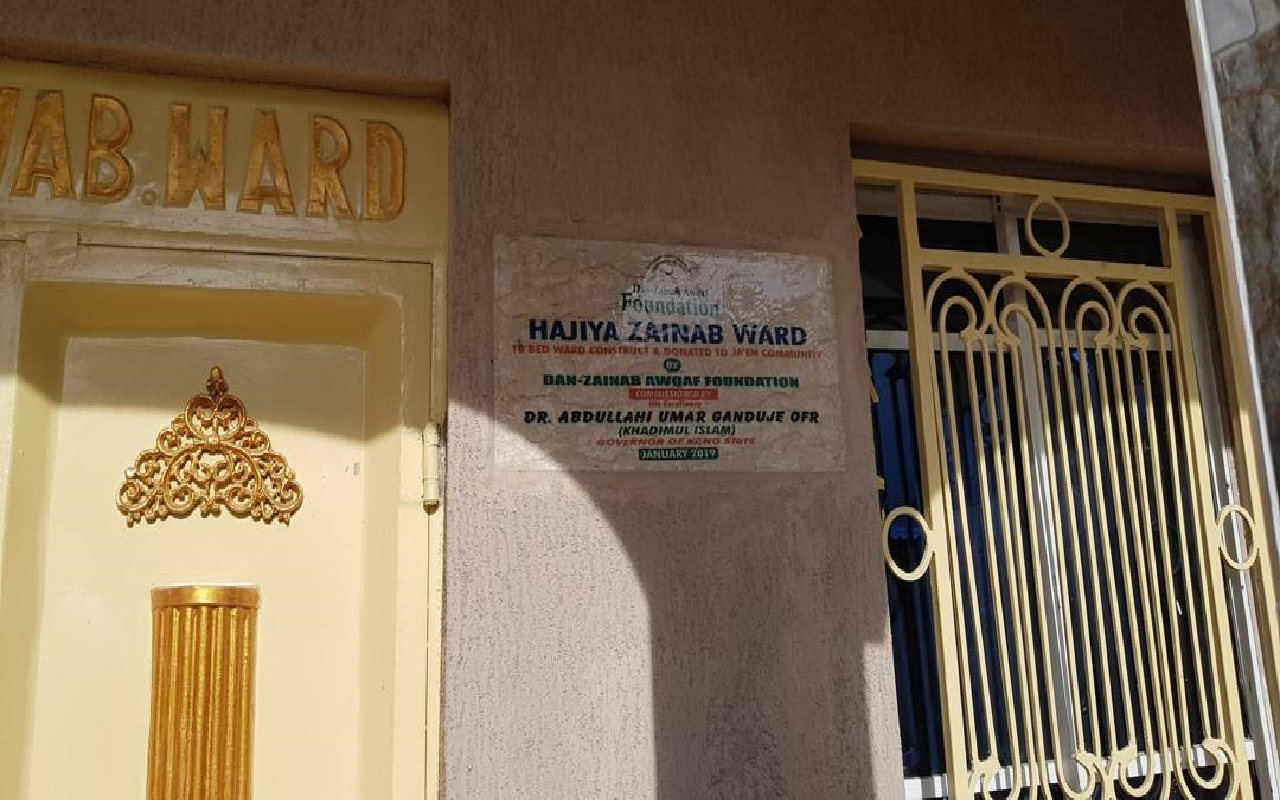 AB. WARD
Dan-Zainab Awqaf
Foundation
HAJIYA ZAINAB WARD
10 BED WARD CONSTRUCT & DONATED TO JA'EN COMMUNITY
BY
DAN-ZAINAB AWQAF FOUNDATION
COMMISSIONED BY
His Excellency
DR. ABDULLAHI UMAR GANDUJE OFR
(KHADIMUL ISLAM)
GOVERNOR OF KANO STATE
JANUARY 2019